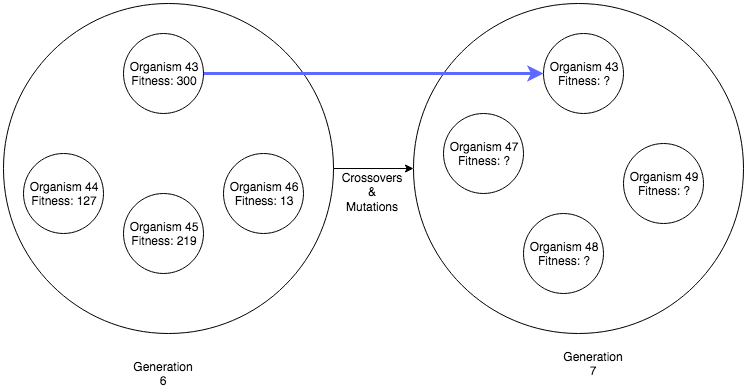 Organism 43
Fitness: 300
Organism 44
Fitness: 127
Organism 45
Fitness: 219
Organism 46
Fitness: 13
Generation
6
Crossovers
&
Mutations
Organism 43
Fitness: ?
Organism 47
Fitness: ?
Organism 49
Fitness: ?
Organism 48
Fitness: ?
Generation
7